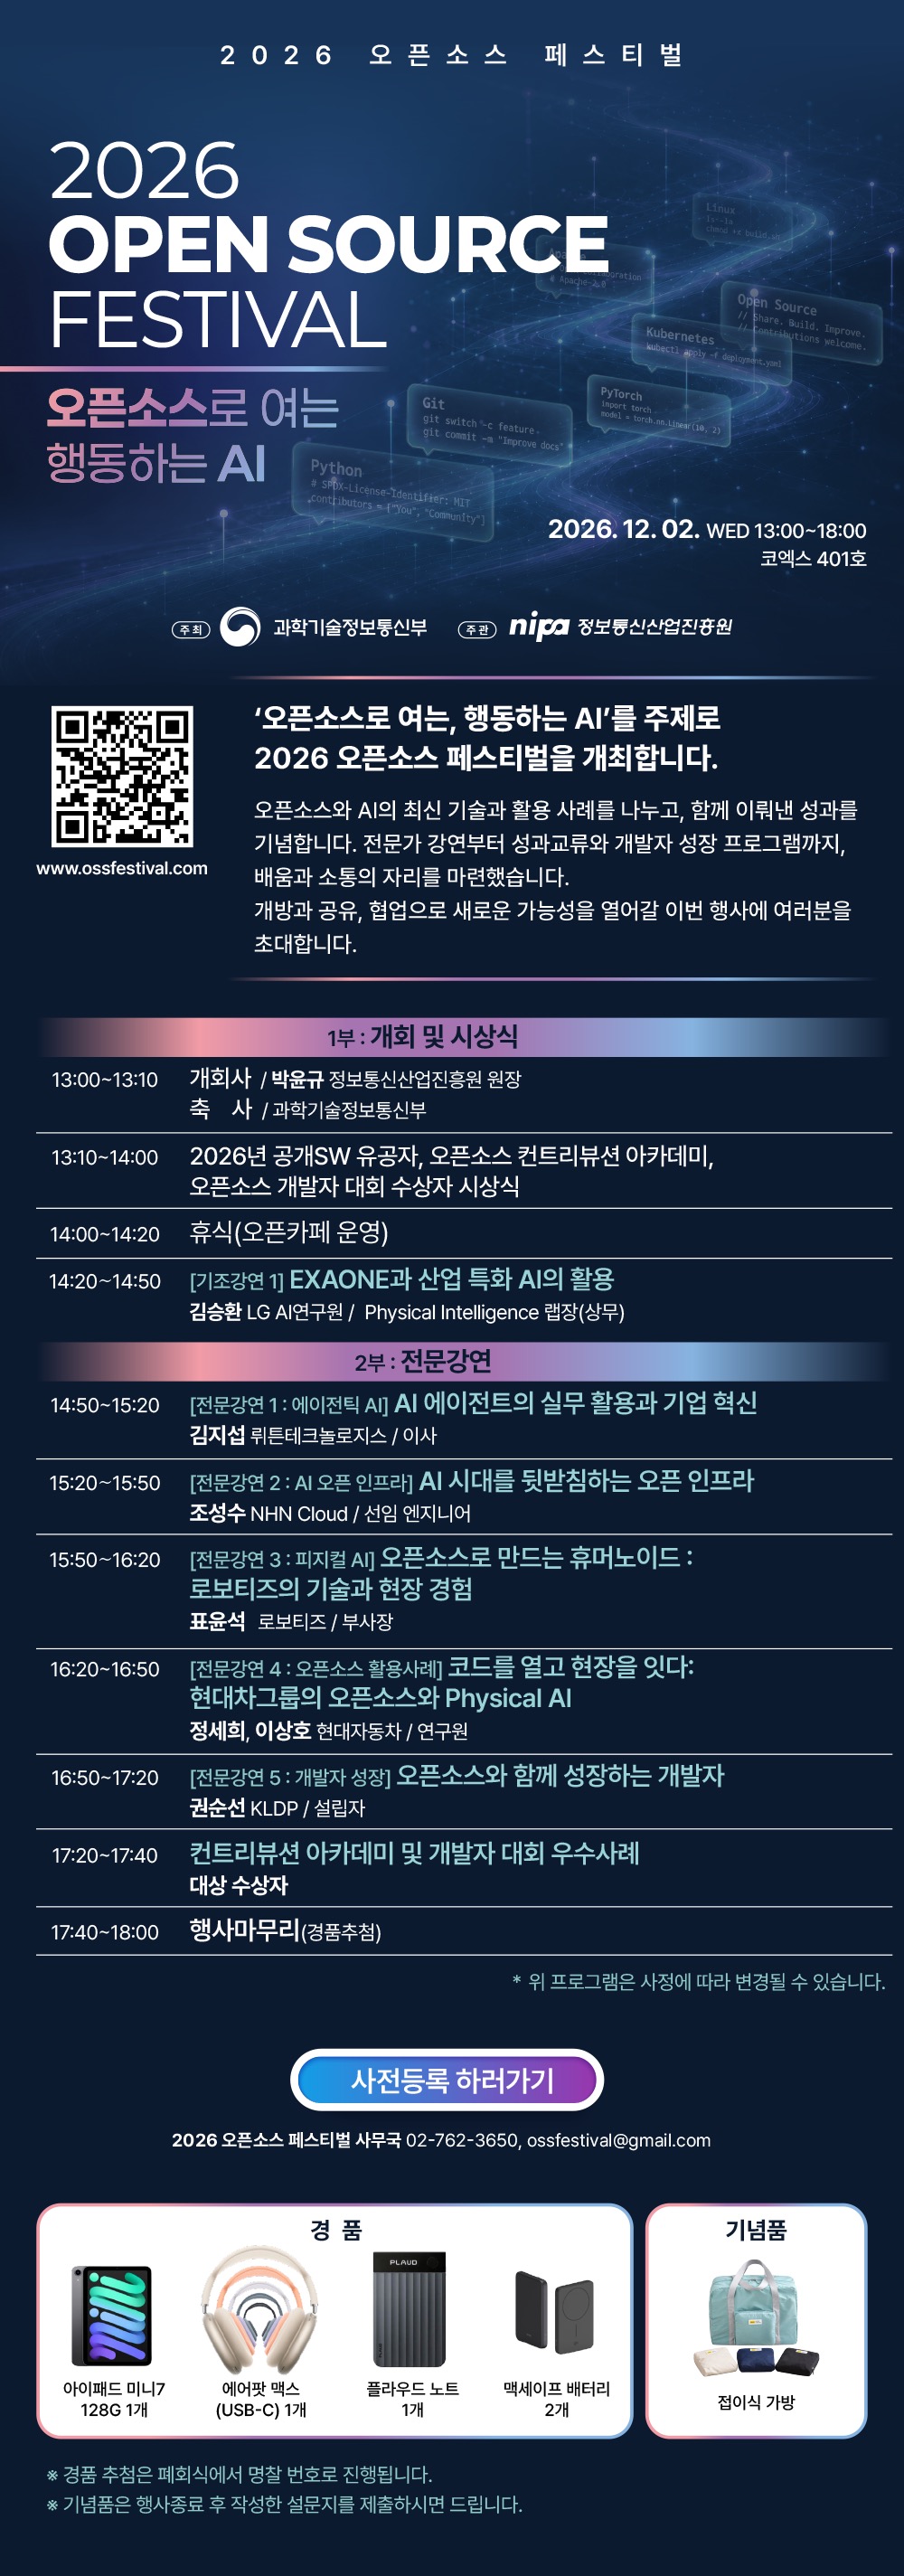 2026 오픈소스 페스티벌
2026
OPEN SOURCE
FESTIVAL
오픈소스로 여는
행동하는 AI
Linux
chmod +x build.sh
# Apache-2.0
Open Source
// Share. Build. Improve.
// Contributions welcome.
Kubernetes
kubectl apply -f deployment.yaml
PyTorch
import torch
model = torch.nn.Linear(10, 2)
Git
git switch -c feature
git commit -m "Improve docs"
Python
# SPDX-License-Identifier: MIT
contributors = ["You", "Community"]
2026. 12. 02. WED 13:00~18:00
코엑스 401호
주최 과학기술정보통신부 주관 nipa 정보통신산업진흥원
'오픈소스로 여는, 행동하는 AI'를 주제로
2026 오픈소스 페스티벌을 개최합니다.
www.ossfestival.com
오픈소스와 AI의 최신 기술과 활용 사례를 나누고, 함께 이뤄낸 성과를
기념합니다. 전문가 강연부터 성과교류와 개발자 성장 프로그램까지,
배움과 소통의 자리를 마련했습니다.
개방과 공유, 협업으로 새로운 가능성을 열어갈 이번 행사에 여러분을
초대합니다.
1부 : 개회 및 시상식
13:00~13:10 개회사 / 박윤규 정보통신산업진흥원 원장
축 사 / 과학기술정보통신부
13:10~14:00 2026년 공개SW 유공자, 오픈소스 컨트리뷰션 아카데미,
오픈소스 개발자 대회 수상자 시상식
14:00~14:20 휴식(오픈카페 운영)
14:20~14:50 [기조강연 1] EXAONE과 산업 특화 AI의 활용
김승환 LG AI연구원 / Physical Intelligence 랩장(상무)
2부 : 전문강연
14:50~15:20 [전문강연 1 : 에이전틱 AI] AI 에이전트의 실무 활용과 기업 혁신
김지섭 뤼튼테크놀로지스 / 이사
15:20~15:50 [전문강연 2 : AI 오픈 인프라] AI 시대를 뒷받침하는 오픈 인프라
조성수 NHN Cloud / 선임 엔지니어
15:50~16:20 [전문강연 3 : 피지컬 AI] 오픈소스로 만드는 휴머노이드 :
로보티즈의 기술과 현장 경험
표윤석 로보티즈 / 부사장
16:20~16:50 [전문강연 4 : 오픈소스 활용사례] 코드를 열고 현장을 잇다:
현대차그룹의 오픈소스와 Physical AI
정세희, 이상호 현대자동차 / 연구원
16:50~17:20 [전문강연 5 : 개발자 성장] 오픈소스와 함께 성장하는 개발자
권순선 KLDP / 설립자
17:20~17:40 컨트리뷰션 아카데미 및 개발자 대회 우수사례
대상 수상자
17:40~18:00 행사마무리(경품추첨)
* 위 프로그램은 사정에 따라 변경될 수 있습니다.
사전등록 하러가기
2026 오픈소스 페스티벌 사무국 02-762-3650, ossfestival@gmail.com
경 품
기념품
PLAUD
아이패드 미니7
128G 1개
에어팟 맥스
(USB-C) 1개
플라우드 노트
1개
맥세이프 배터리
2개
접이식 가방
※ 경품 추첨은 폐회식에서 명찰 번호로 진행됩니다.
※ 기념품은 행사종료 후 작성한 설문지를 제출하시면 드립니다.